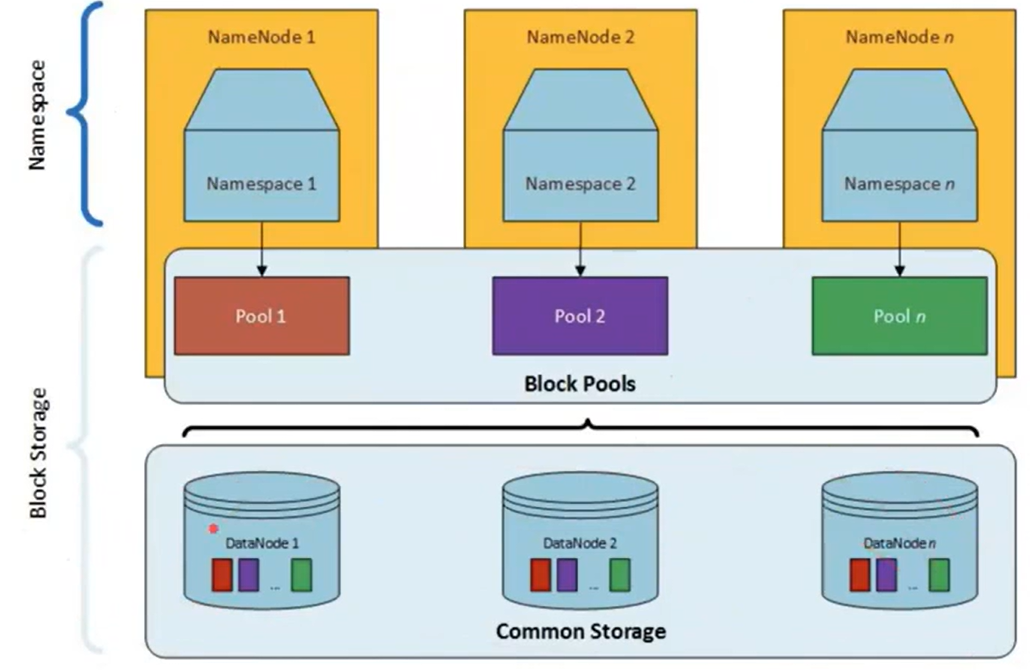 Namespace
NameNode 1
NameNode 2
NameNode n
Namespace 1
Namespace 2
Namespace n
Block Storage
Pool 1
Pool 2
Pool n
Block Pools
DataNode 1
DataNode 2
DataNode n
...
...
...
Common Storage